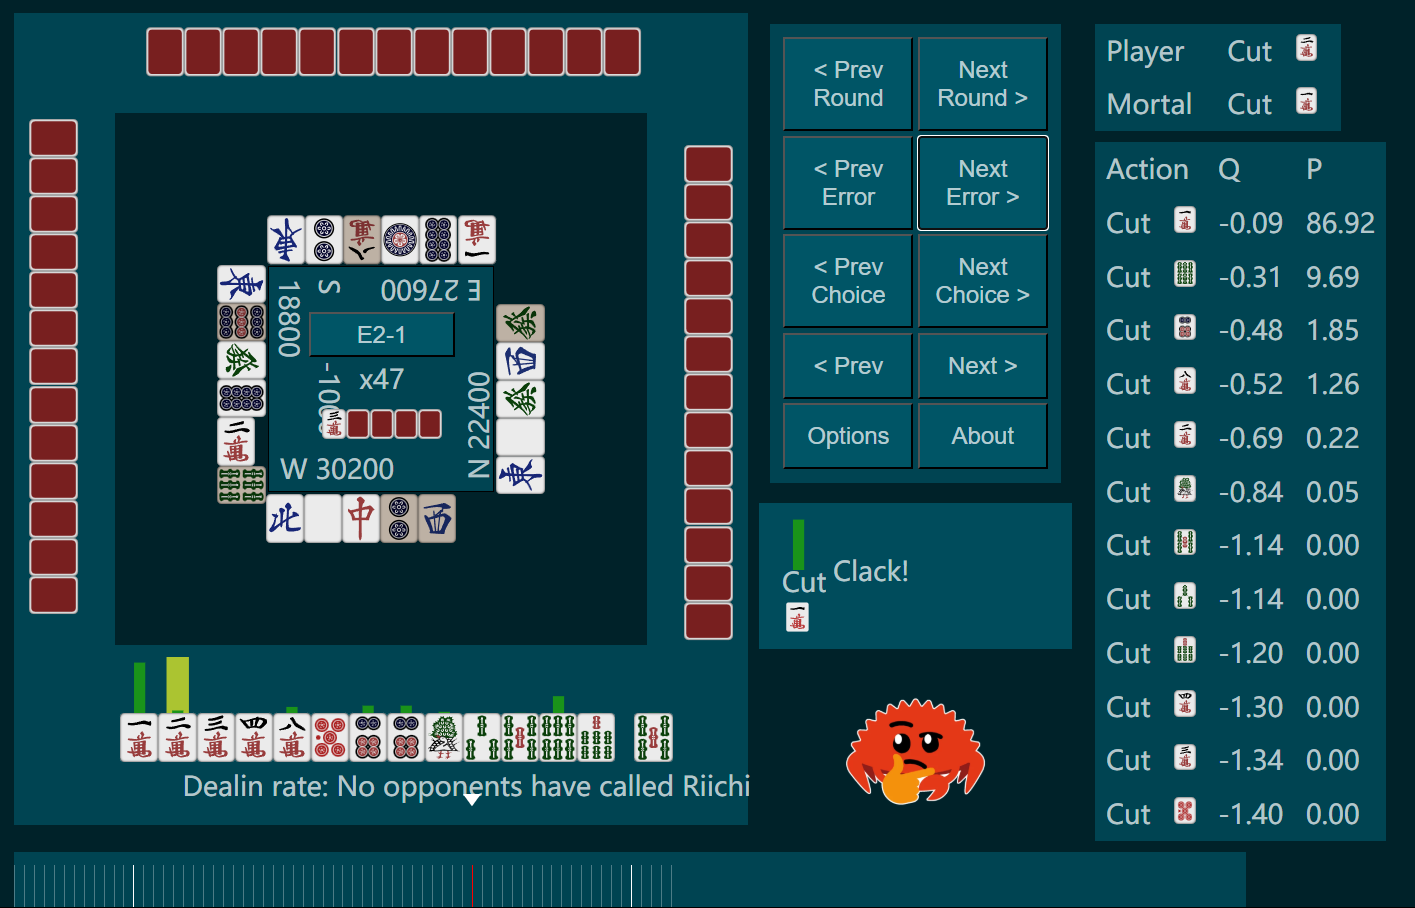 S
E 27600
18800
E2-1
-100
x47
N 22400
W 30200
Dealin rate: No opponents have called Riichi
< Prev Round
Next Round >
< Prev Error
Next Error >
< Prev Choice
Next Choice >
< Prev
Next >
Options
About
Cut
Clack!
Player Cut
Mortal Cut
Action Q P
Cut -0.09 86.92
Cut -0.31 9.69
Cut -0.48 1.85
Cut -0.52 1.26
Cut -0.69 0.22
Cut -0.84 0.05
Cut -1.14 0.00
Cut -1.14 0.00
Cut -1.20 0.00
Cut -1.30 0.00
Cut -1.34 0.00
Cut -1.40 0.00